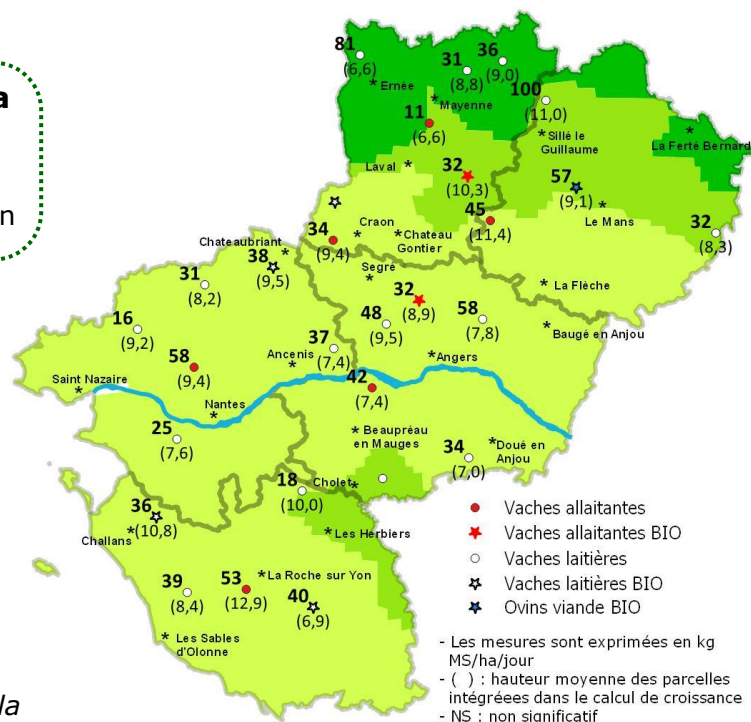 a
n
81
(6,6)
31
(8,8)
36
(9,0)
* Ernée
* Mayenne
11
(6,6)
100
(11,0)
* Sillé le
Guillaume
*
La Ferté Bernard
Laval *
32
(10,3)
57
(9,1)
*
Le Mans
45
(11,4)
32
(8,3)
34
(9,4)
Craon
*
* Chateau
Gontier
Chateaubriant
*
38
(9,5)
Segré
*
* La Flèche
31
(8,2)
32
(8,9)
48
(9,5)
58
(7,8)
* Baugé en Anjou
16
(9,2)
37
(7,4)
58
(9,4)
Ancenis
*
* Angers
Saint Nazaire
*
42
(7,4)
Nantes
*
25
(7,6)
* Beaupréau
en Mauges
34
(7,0)
* Doué en
Anjou
18
(10,0)
Cholet *
36
(10,8)
Challans *
* Les Herbiers
39
(8,4)
53
(12,9)
* La Roche sur Yon
40
(6,9)
* Les Sables
d'Olonne
Vaches allaitantes
Vaches allaitantes BIO
Vaches laitières
Vaches laitières BIO
Ovins viande BIO
- Les mesures sont exprimées en kg
MS/ha/jour
- ( ) : hauteur moyenne des parcelles
intégréees dans le calcul de croissance
- NS : non significatif
la